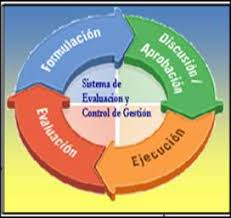 Formulación
Discusión /
Aprobación
Ejecución
Evaluación
Sistema de
Evaluacion y
Control de Gestión